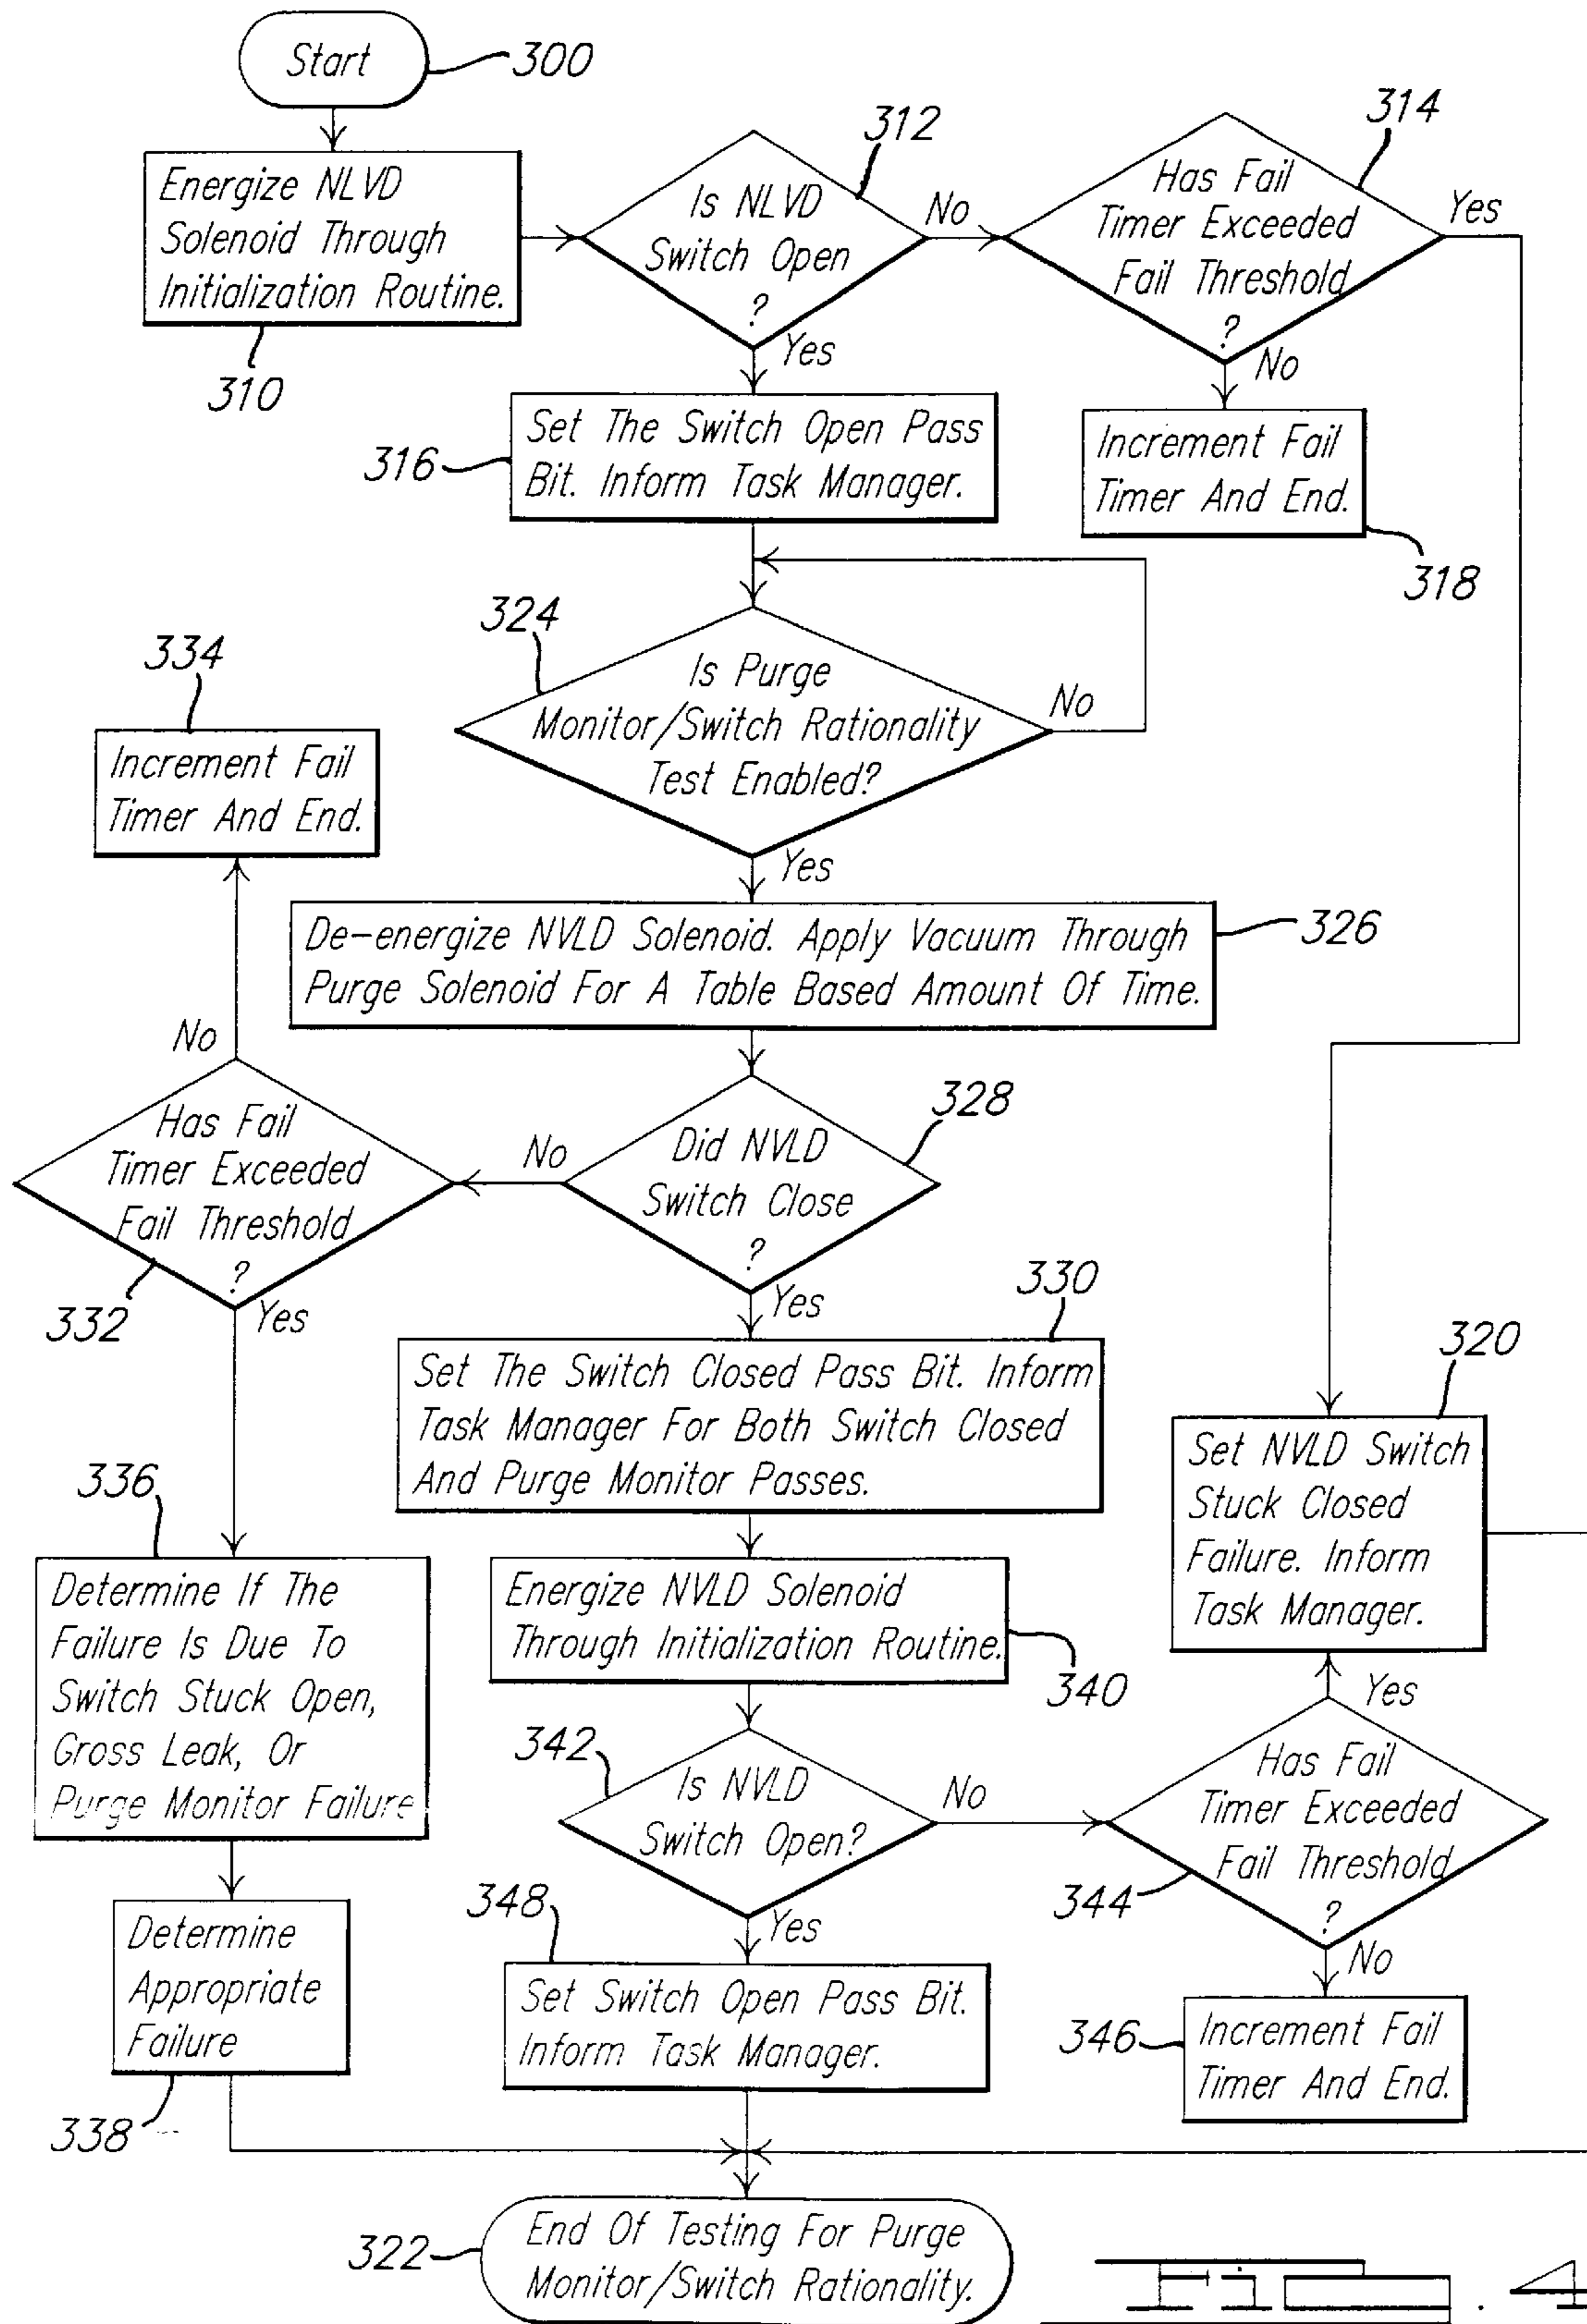 Start
300
Energize NLVD
Solenoid Through
Initialization Routine.
310
Is NLVD
Switch Open
?
312
No
Yes
Has Fail
Timer Exceeded
Fail Threshold
?
314
Yes
No
Set The Switch Open Pass
Bit. Inform Task Manager.
316
Increment Fail
Timer And End.
318
324
Is Purge
Monitor/Switch Rationality
Test Enabled?
No
Yes
334
Increment Fail
Timer And End.
De-energize NVLD Solenoid. Apply Vacuum Through
Purge Solenoid For A Table Based Amount Of Time.
326
No
Has Fail
Timer Exceeded
Fail Threshold
?
332
Yes
No
Did NVLD
Switch Close
?
328
Yes
330
Set The Switch Closed Pass Bit. Inform
Task Manager For Both Switch Closed
And Purge Monitor Passes.
320
Set NVLD Switch
Stuck Closed
Failure. Inform
Task Manager.
336
Determine If The
Failure Is Due To
Switch Stuck Open,
Gross Leak, Or
Purge Monitor Failure
Energize NVLD Solenoid
Through Initialization Routine.
340
342
Is NVLD
Switch Open?
No
Yes
Yes
Has Fail
Timer Exceeded
Fail Threshold
?
344
No
Determine
Appropriate
Failure
338
348
Set Switch Open Pass Bit.
Inform Task Manager.
346
Increment Fail
Timer And End.
322
End Of Testing For Purge
Monitor/Switch Rationality.